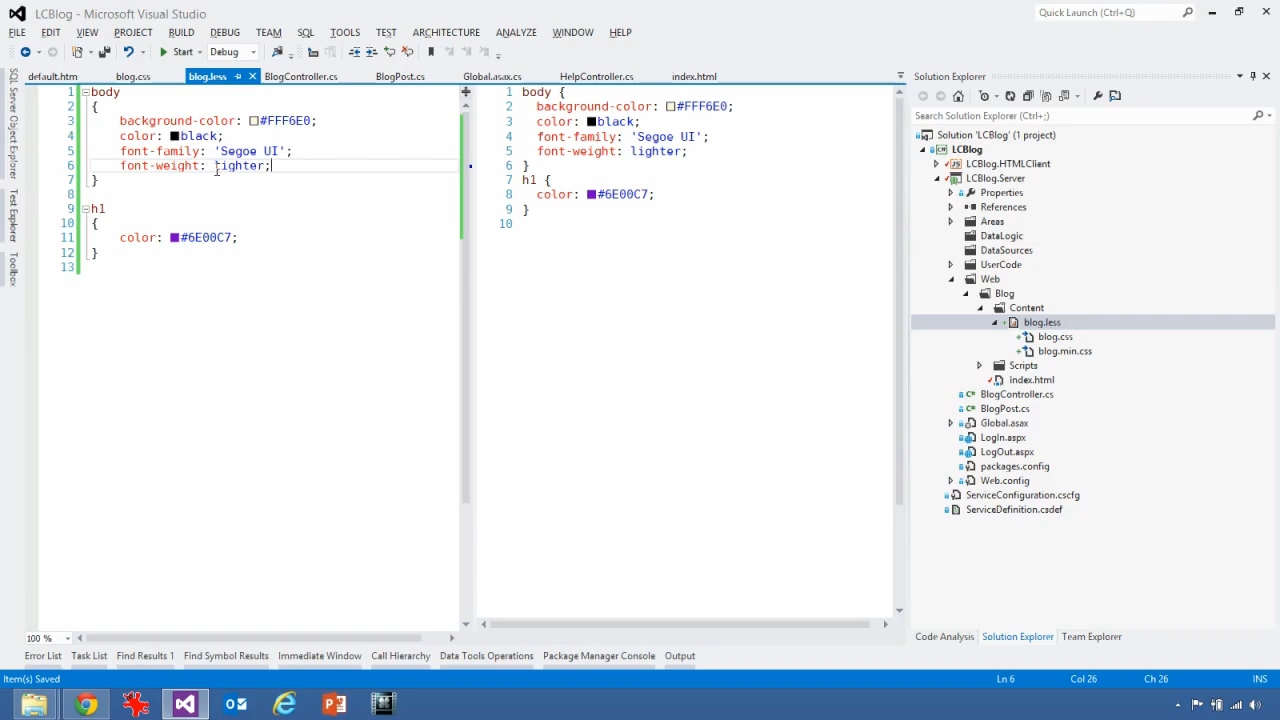 LCBlog - Microsoft Visual Studio
Quick Launch (Ctrl+Q)
FILE EDIT VIEW PROJECT BUILD DEBUG TEAM SQL TOOLS TEST ARCHITECTURE ANALYZE WINDOW HELP
Start Debug
default.htm blog.css blog.less BlogController.cs BlogPost.cs Global.asax.cs HelpController.cs index.html
SQL Server Object Explorer
Test Explorer
Toolbox
1 body
2 {
3 background-color: #FFF6E0;
4 color: black;
5 font-family: 'Segoe UI';
6 font-weight: lighter;
7 }
8
9 h1
10 {
11 color: #6E00C7;
12 }
13
100 %
1 body {
2 background-color: #FFF6E0;
3 color: black;
4 font-family: 'Segoe UI';
5 font-weight: lighter;
6 }
7 h1 {
8 color: #6E00C7;
9 }
10
Solution Explorer
Search Solution Explorer (Ctrl+;)
Solution 'LCBlog' (1 project)
LCBlog
LCBlog.HTMLClient
LCBlog.Server
Properties
References
Areas
DataLogic
DataSources
UserCode
Web
Blog
Content
blog.less
blog.css
blog.min.css
Scripts
index.html
BlogController.cs
BlogPost.cs
Global.asax
LogIn.aspx
LogOut.aspx
packages.config
Web.config
ServiceConfiguration.cscfg
ServiceDefinition.csdef
Code Analysis Solution Explorer Team Explorer
Error List Task List Find Results 1 Find Symbol Results Immediate Window Call Hierarchy Data Tools Operations Package Manager Console Output
Item(s) Saved Ln 6 Col 26 Ch 26 INS